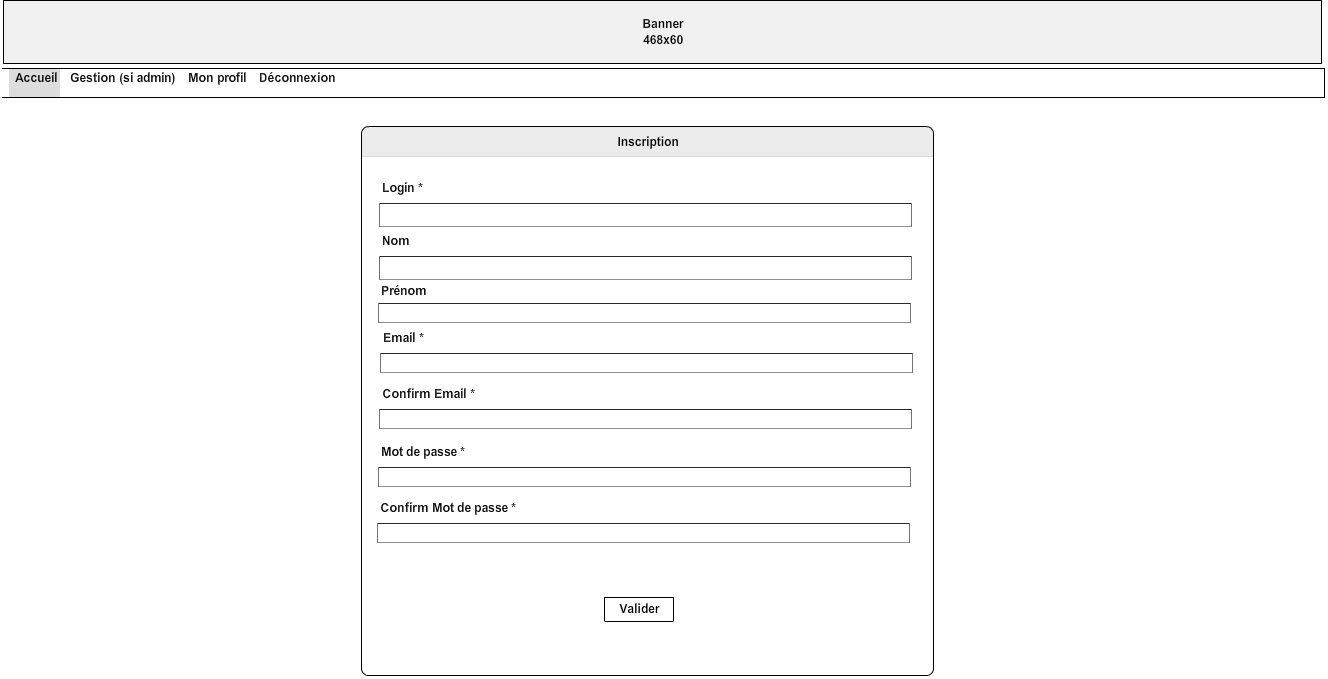 Banner
468x60
Accueil Gestion (si admin) Mon profil Déconnexion
Inscription
Login *
Nom
Prénom
Email *
Confirm Email *
Mot de passe *
Confirm Mot de passe *
Valider